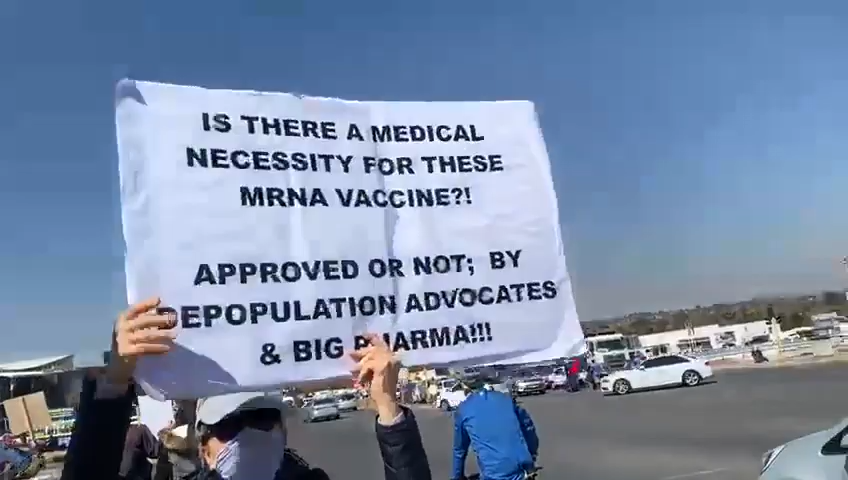 IS THERE A MEDICAL
NECESSITY FOR THESE
MRNA VACCINE?!
APPROVED OR NOT; BY
DEPOPULATION ADVOCATES
& BIG PHARMA!!!